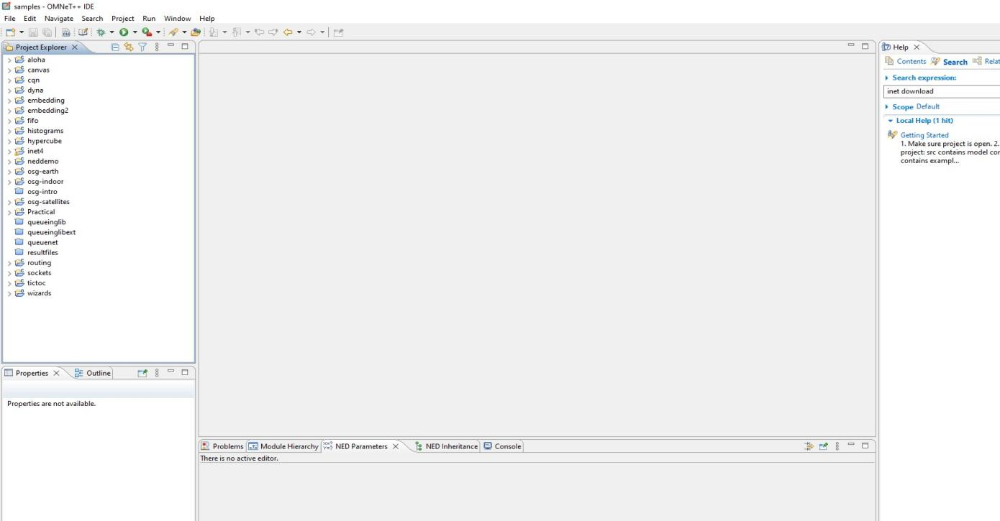 samples - OMNeT++ IDE
File Edit Navigate Search Project Run Window Help
Project Explorer
aloha
canvas
cqn
dyna
embedding
embedding2
fifo
histograms
hypercube
inet4
neddemo
osg-earth
osg-indoor
osg-intro
osg-satellites
Practical
queueinglib
queueinglibext
queuenet
resultfiles
routing
sockets
tictoc
wizards
Properties Outline
Properties are not available.
Problems Module Hierarchy NED Parameters NED Inheritance Console
There is no active editor.
Help
Contents Search Relat
Search expression:
inet download
Scope Default
Local Help (1 hit)
Getting Started
1. Make sure project is open. 2.
project: src contains model cor
contains exampl...